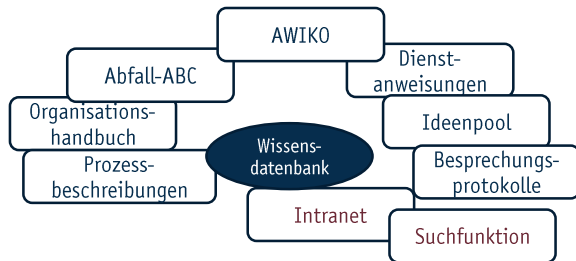 AWIKO
Abfall-ABC
Dienst-
anweisungen
Organisations-
handbuch
Ideenpool
Prozess-
beschreibungen
Wissens-
datenbank
Besprechungs-
protokolle
Intranet
Suchfunktion